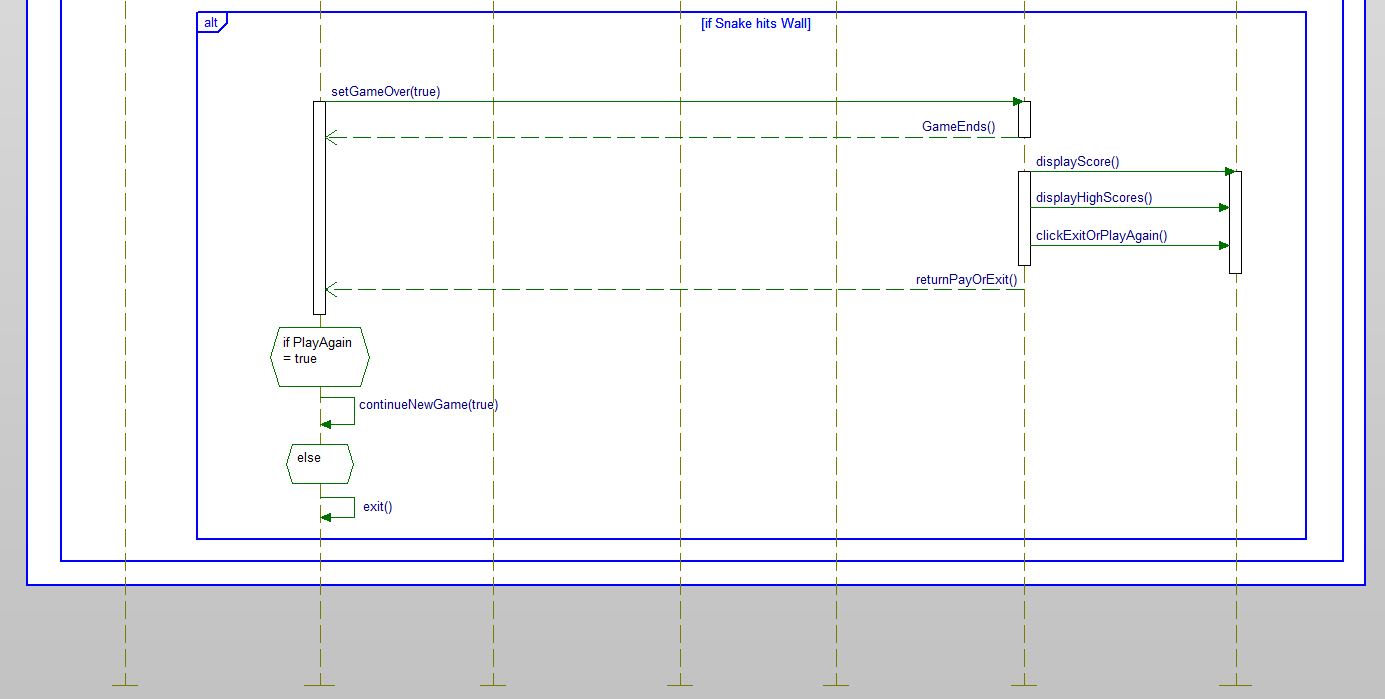 alt
[if Snake hits Wall]
setGameOver(true)
GameEnds()
displayScore()
displayHighScores()
clickExitOrPlayAgain()
returnPayOrExit()
if PlayAgain
= true
continueNewGame(true)
else
exit()